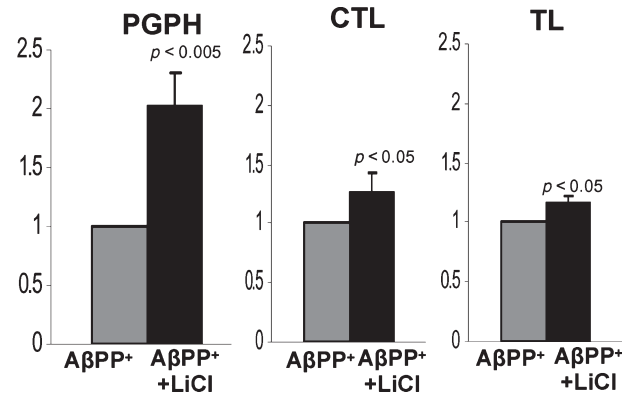 PGPH
p < 0.005
2.5
2
1.5
1
0.5
0
AβPP⁺
AβPP⁺
+LiCl
CTL
p < 0.05
2.5
2
1.5
1
0.5
0
AβPP⁺
AβPP⁺
+LiCl
TL
p < 0.05
2.5
2
1.5
1
0.5
0
AβPP⁺
AβPP⁺
+LiCl